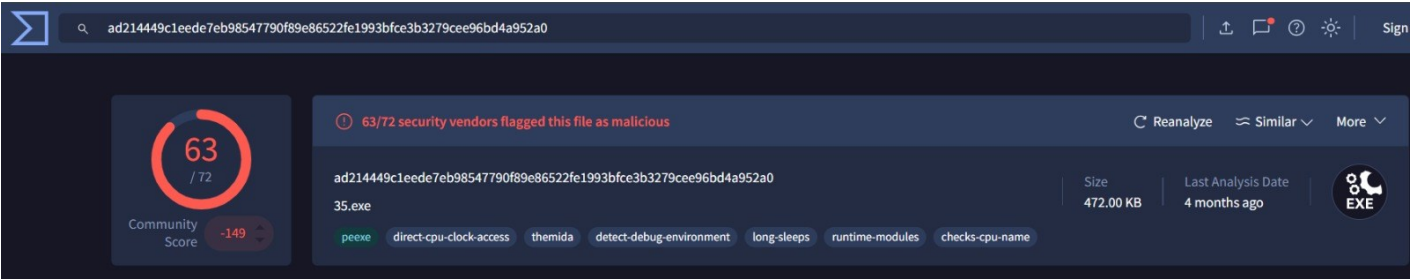 ad214449c1eede7eb98547790f89e86522fe1993bfce3b3279cee96bd4a952a0
Sign
63
/ 72
Community
Score
-149
63/72 security vendors flagged this file as malicious
Reanalyze
Similar
More
ad214449c1eede7eb98547790f89e86522fe1993bfce3b3279cee96bd4a952a0
35.exe
peexe
direct-cpu-clock-access
themida
detect-debug-environment
long-sleeps
runtime-modules
checks-cpu-name
Size
472.00 KB
Last Analysis Date
4 months ago
EXE